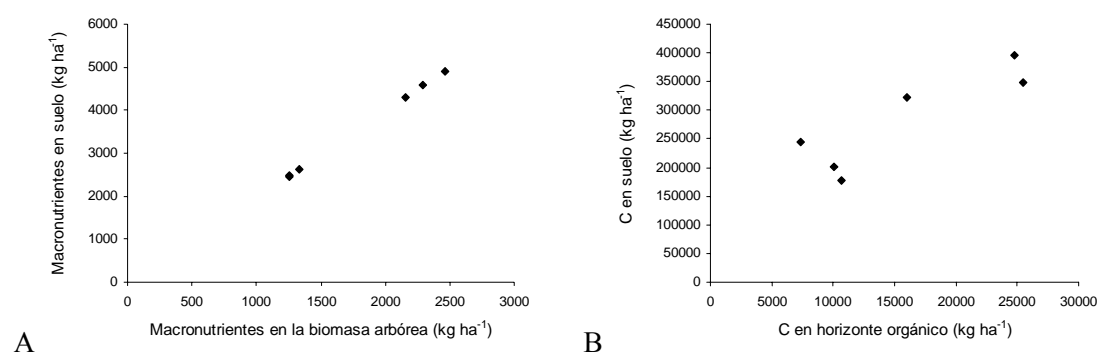 6000
5000
4000
3000
2000
1000
0
Macronutrientes en suelo (kg ha⁻¹)
0 500 1000 1500 2000 2500 3000
Macronutrientes en la biomasa arbórea (kg ha⁻¹)
A
450000
400000
350000
300000
250000
200000
150000
100000
50000
0
C en suelo (kg ha⁻¹)
0 5000 10000 15000 20000 25000 30000
C en horizonte orgánico (kg ha⁻¹)
B